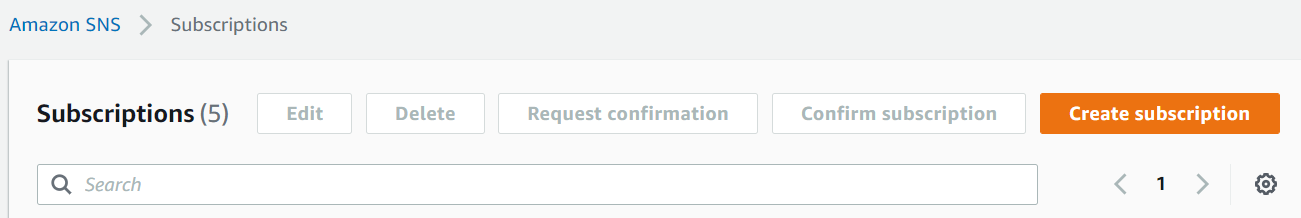 Amazon SNS > Subscriptions
Subscriptions (5) Edit Delete Request confirmation Confirm subscription Create subscription
Search < 1 >